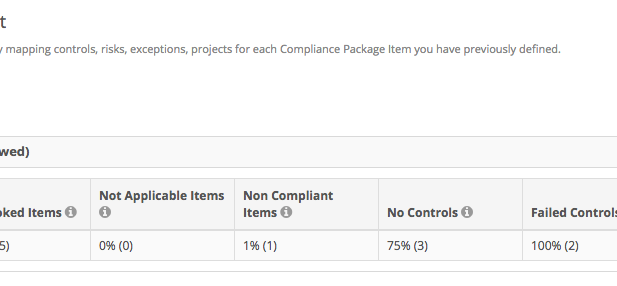 t
y mapping controls, risks, exceptions, projects for each Compliance Package Item you have previously defined.
wed)
oked Items
Not Applicable Items
Non Compliant
Items
No Controls
Failed Controls
5)
0% (0)
1% (1)
75% (3)
100% (2)